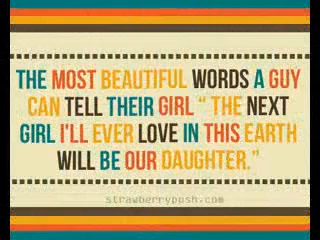 THE MOST BEAUTIFUL WORDS A GUY
CAN TELL THEIR GIRL “ THE NEXT
GIRL I'LL EVER LOVE IN THIS EARTH
WILL BE OUR DAUGHTER.”
strawberryposh.com